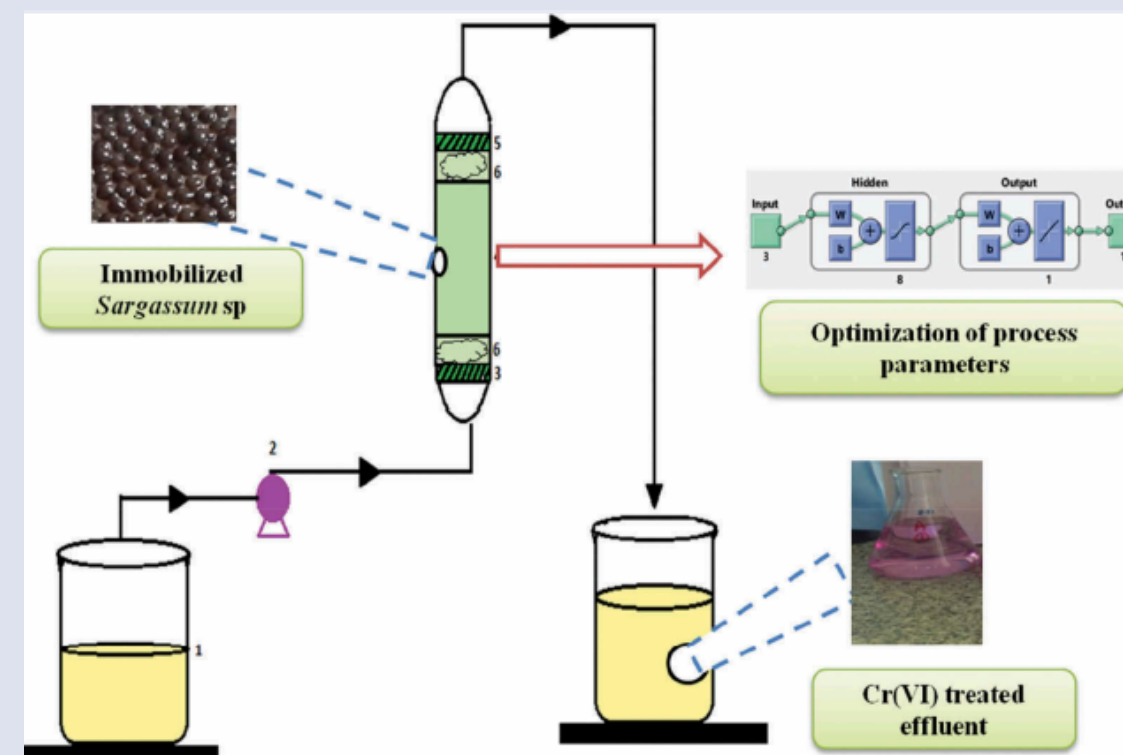 5
6
Immobilized
Sargassum sp
6
3
2
1
Input
Hidden
Output
W
b
W
b
3
8
1
Optimization of process
parameters
Cr(VI) treated
effluent